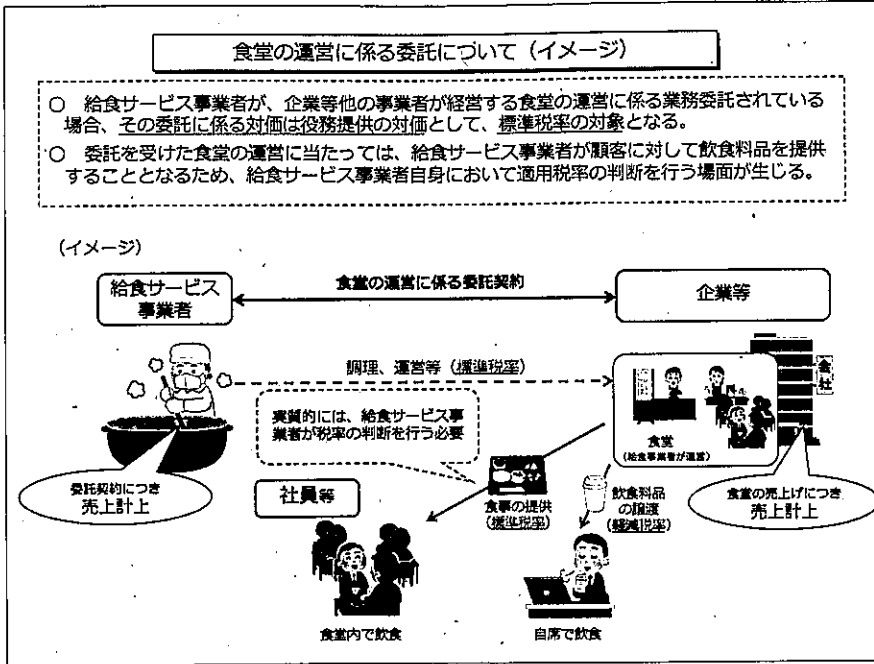 食堂の運営に係る委託について（イメージ）
○ 給食サービス事業者が、企業等他の事業者が経営する食堂の運営に係る業務委託されている
場合、その委託に係る対価は役務提供の対価として、標準税率の対象となる。
○ 委託を受けた食堂の運営に当たっては、給食サービス事業者が顧客に対して飲食料品を提供
することとなるため、給食サービス事業者自身において適用税率の判断を行う場面が生じる。
（イメージ）
給食サービス
事業者
食堂の運営に係る委託契約
企業等
調理、運営等（標準税率）
会社
実質的には、給食サービス事
業者が税率の判断を行う必要
食堂
（給食事業者が運営）
委託契約につき
売上計上
社員等
食事の提供
（標準税率）
飲食料品
の譲渡
（軽減税率）
食堂の売上げにつき
売上計上
食堂内で飲食
自席で飲食